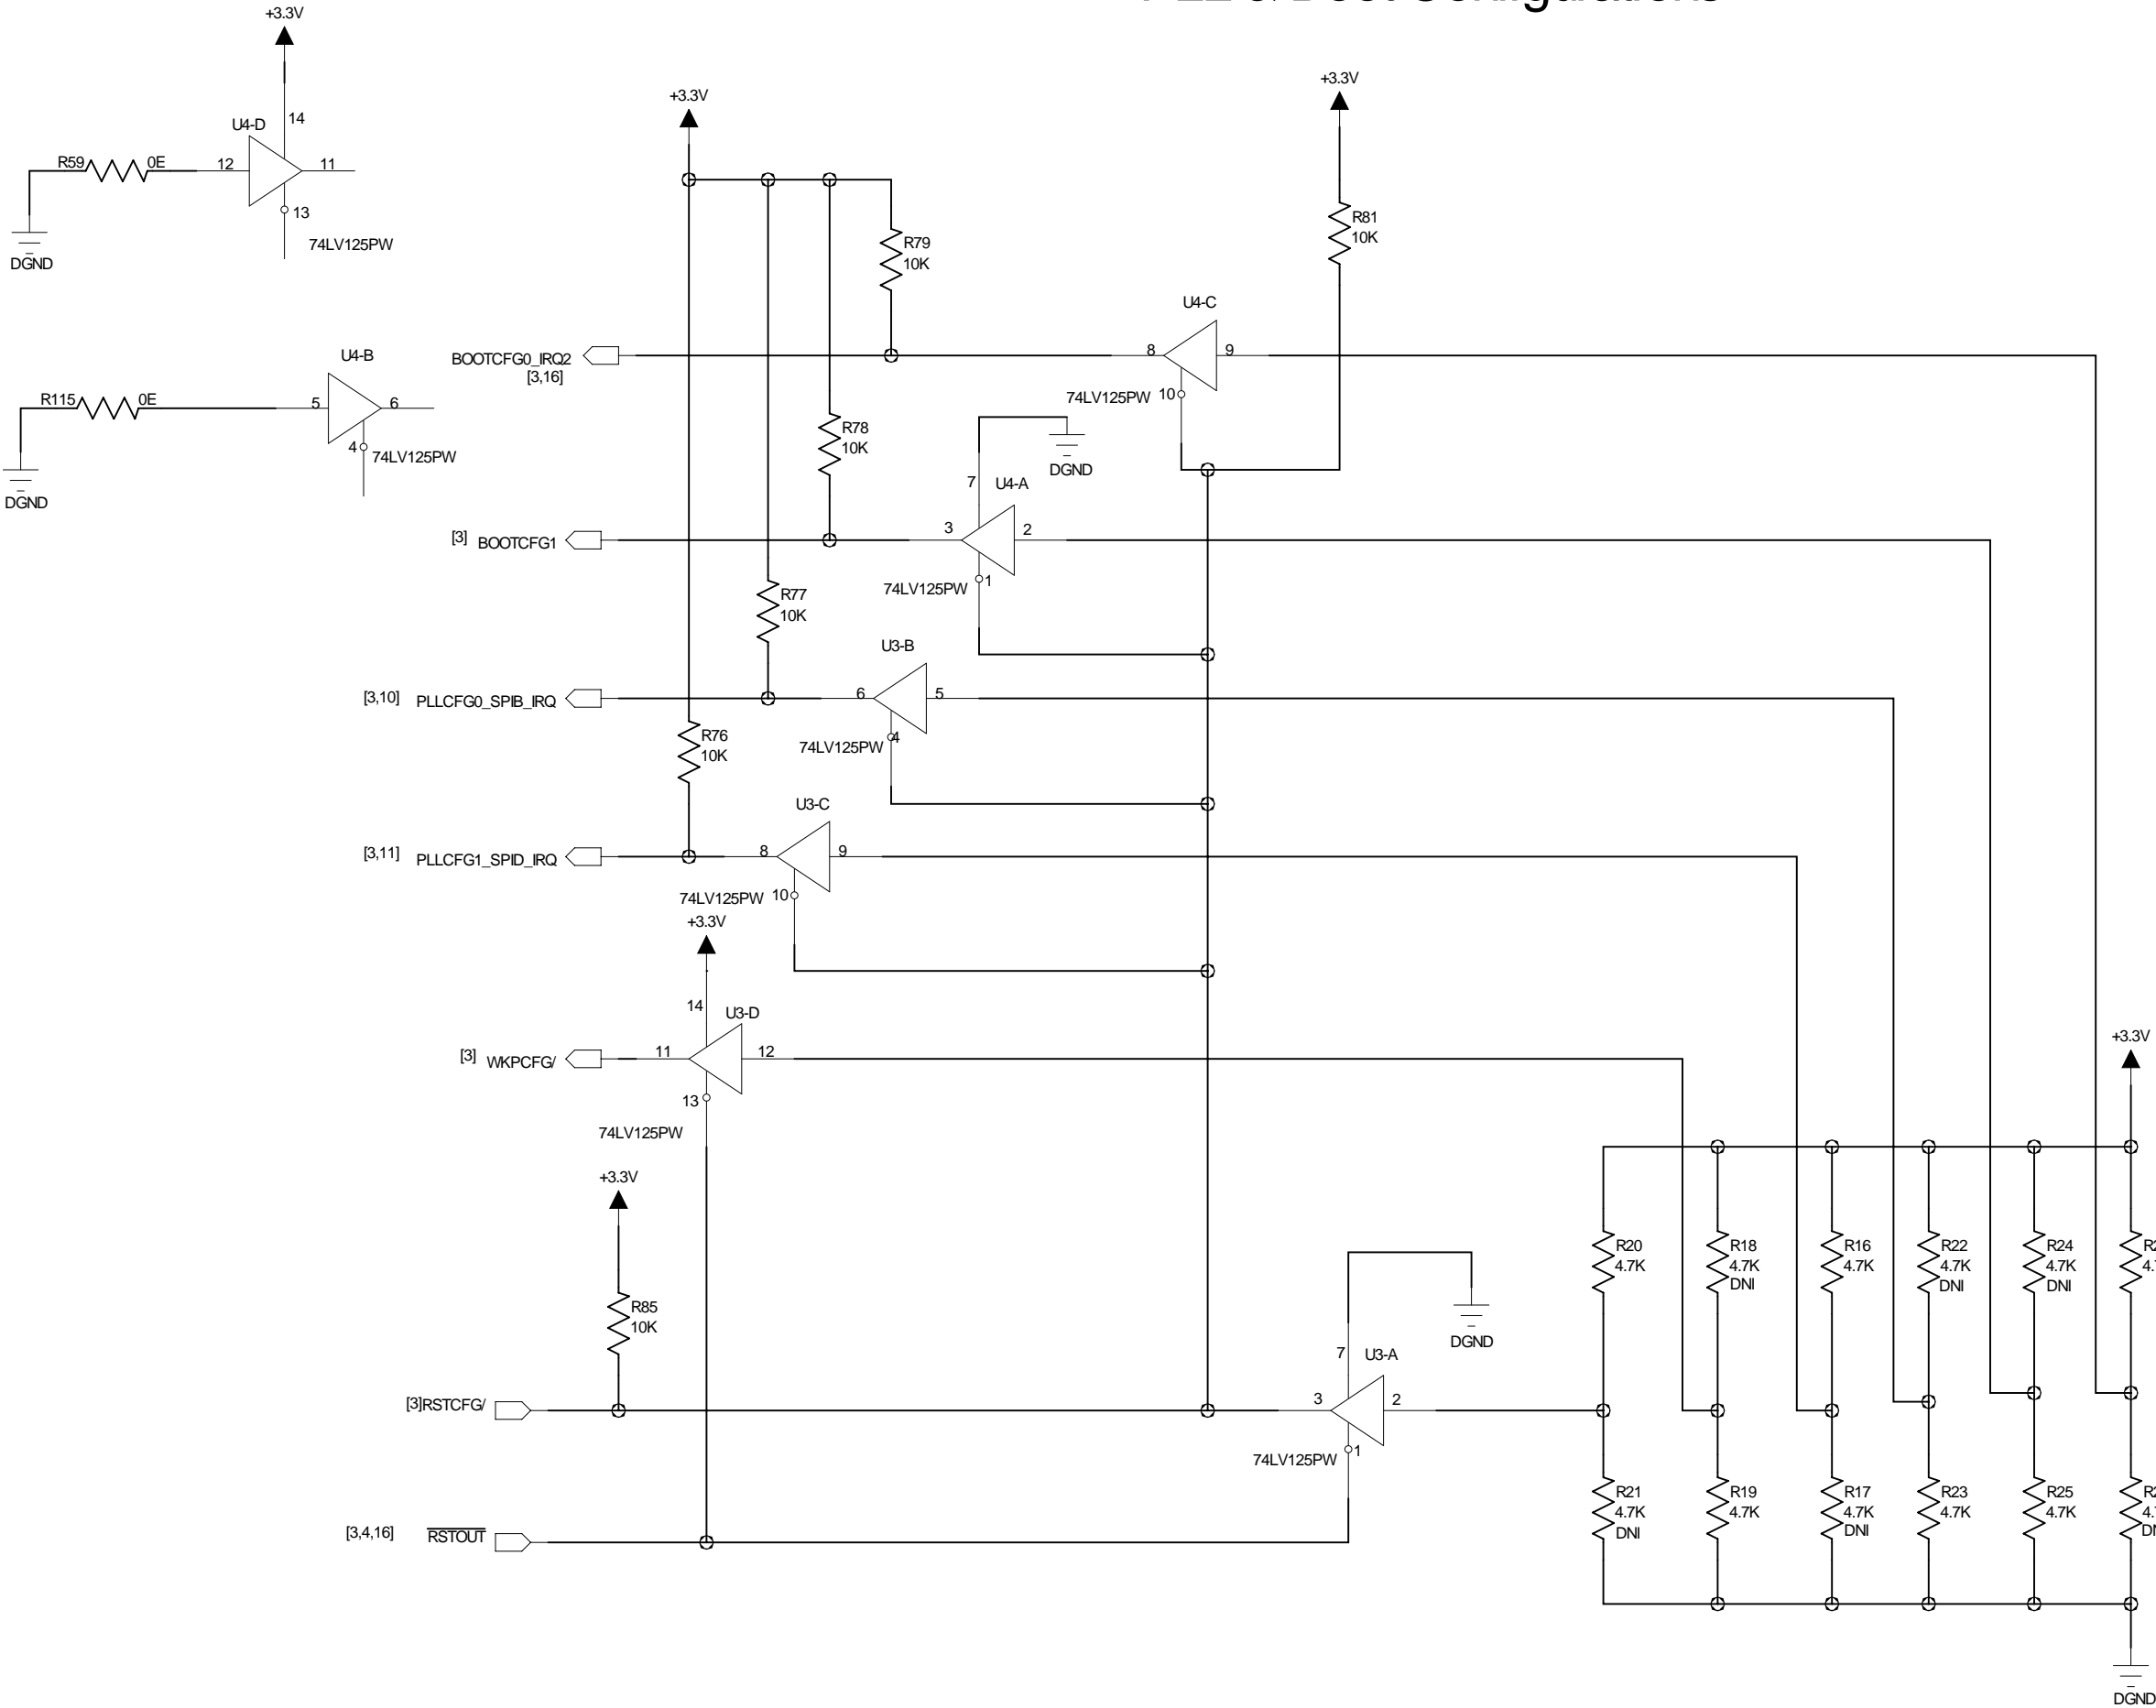 +3.3V
14
U4-D
R59
0E
12
11
13
74LV125PW
DGND
U4-B
R115
0E
5
6
4
74LV125PW
DGND
+3.3V
+3.3V
R81
10K
R79
10K
U4-C
BOOTCFG0_IRQ2
[3,16]
8
9
74LV125PW
10
R78
10K
DGND
7
U4-A
[3]
BOOTCFG1
3
2
74LV125PW
1
R77
10K
U3-B
[3,10]
PLLCFG0_SPIB_IRQ
6
5
74LV125PW
4
R76
10K
U3-C
[3,11]
PLLCFG1_SPID_IRQ
8
9
74LV125PW
10
+3.3V
14
U3-D
[3]
WKPCFG/
11
12
13
74LV125PW
+3.3V
R85
10K
[3]RSTCFG/
DGND
7
U3-A
3
2
74LV125PW
1
[3,4,16]
RSTOUT
+3.3V
R20
4.7K
R18
4.7K
DNI
R16
4.7K
R22
4.7K
DNI
R24
4.7K
DNI
R21
4.7K
DNI
R19
4.7K
R17
4.7K
DNI
R23
4.7K
R25
4.7K
DGND